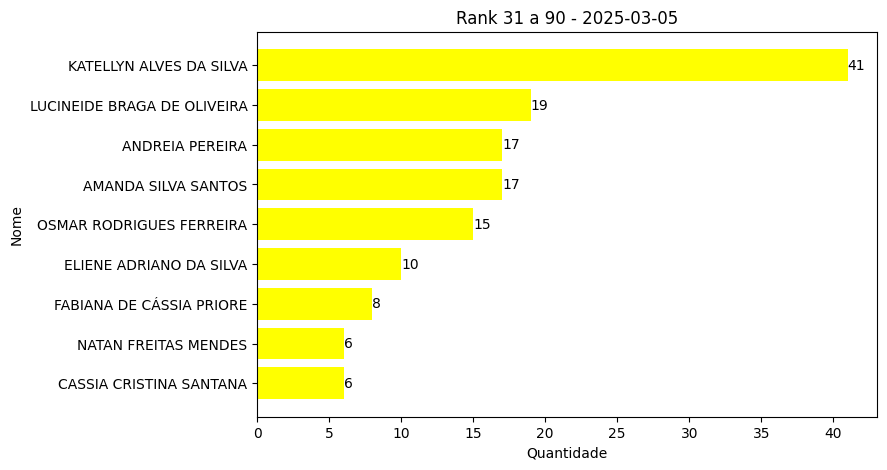 Rank 31 a 90 - 2025-03-05
KATELLYN ALVES DA SILVA 41
LUCINEIDE BRAGA DE OLIVEIRA 19
ANDREIA PEREIRA 17
AMANDA SILVA SANTOS 17
OSMAR RODRIGUES FERREIRA 15
ELIENE ADRIANO DA SILVA 10
FABIANA DE CÁSSIA PRIORE 8
NATAN FREITAS MENDES 6
CASSIA CRISTINA SANTANA 6
Nome
0 5 10 15 20 25 30 35 40
Quantidade